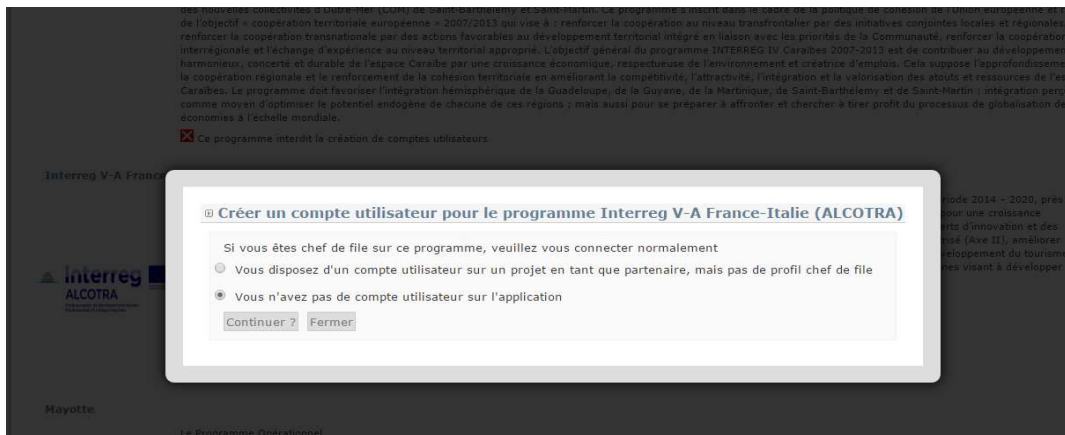 des nouvelles collectivités d'Outre-Mer (COM) de Saint-Barthélemy et Saint-Martin. Ce programme s'inscrit dans le cadre de la politique de cohésion de l'Union européenne et
de l'objectif « coopération territoriale européenne » 2007/2013 qui vise à : renforcer la coopération au niveau transfrontalier par des initiatives conjointes locales et régionales
renforcer la coopération transnationale par des actions favorables au développement territorial intégré en liaison avec les priorités de la Communauté, renforcer la coopération
interrégionale et l'échange d'expérience au niveau territorial approprié. L'objectif général du programme INTERREG IV Caraïbes 2007-2013 est de contribuer au développemen
harmonieux, concerté et durable de l'espace Caraïbe par une croissance économique, respectueuse de l'environnement et créatrice d'emplois. Cela suppose l'approfondisseme
la coopération régionale et le renforcement de la cohésion territoriale en améliorant la compétitivité, l'attractivité, l'intégration et la valorisation des atouts et ressources de l'es
Caraïbes. Le programme doit favoriser l'intégration hémisphérique de la Guadeloupe, de la Guyane, de la Martinique, de Saint-Barthélemy et de Saint-Martin ; intégration perç
comme moyen d'optimiser le potentiel endogène de chacune de ces régions ; mais aussi pour se préparer à affronter et chercher à tirer profit du processus de globalisation de
économies à l'échelle mondiale.
Ce programme interdit la création de comptes utilisateurs
Interreg V-A France
riode 2014 - 2020, près
pour une croissance
erts d'innovation et des
risé (Axe II), améliorer
veloppement du tourisme
nes visant à développer
Créer un compte utilisateur pour le programme Interreg V-A France-Italie (ALCOTRA)
Si vous êtes chef de file sur ce programme, veuillez vous connecter normalement
Vous disposez d'un compte utilisateur sur un projet en tant que partenaire, mais pas de profil chef de file
Vous n'avez pas de compte utilisateur sur l'application
Continuer ? Fermer
Interreg
ALCOTRA
Mayotte
Le Programme Opérationnel